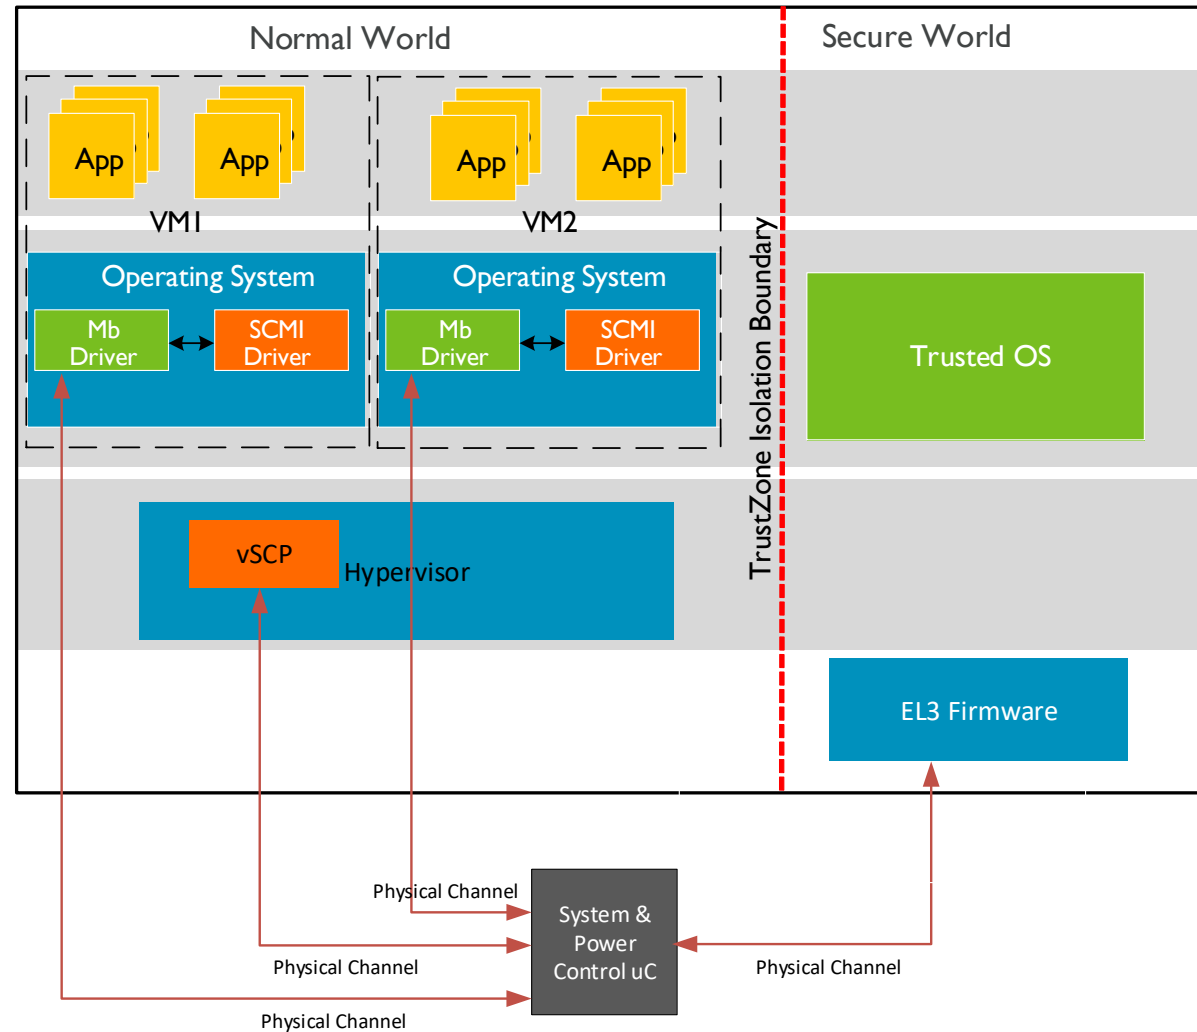 Normal World
Secure World
App
App
App
App
VM1
VM2
Operating System
Operating System
Mb
Driver
SCMI
Driver
Mb
Driver
SCMI
Driver
TrustZone Isolation Boundary
Trusted OS
vSCP
Hypervisor
EL3 Firmware
Physical Channel
System &
Power
Control uC
Physical Channel
Physical Channel
Physical Channel